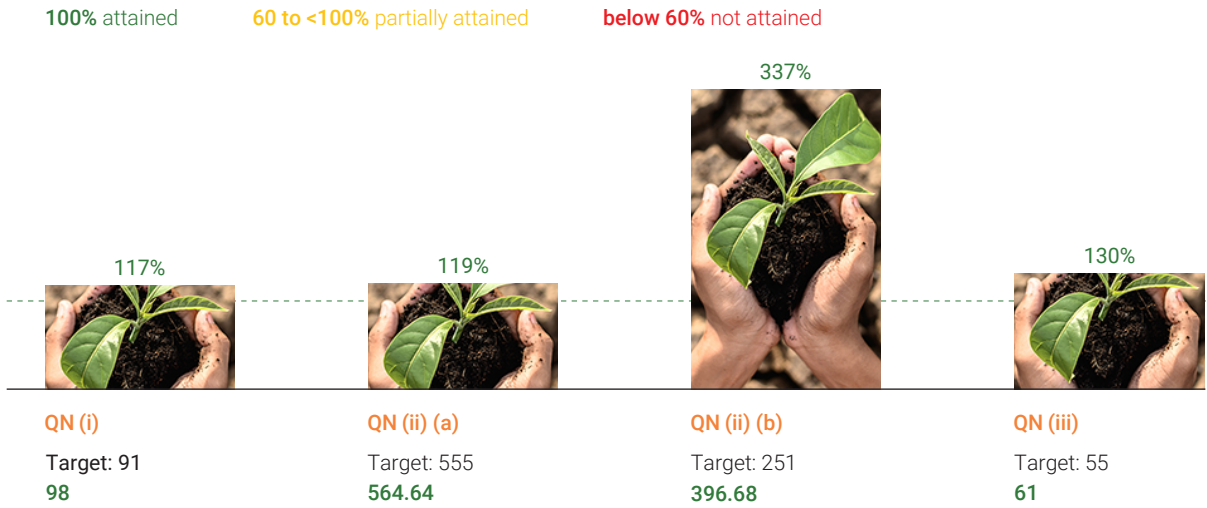 100% attained 60 to <100% partially attained below 60% not attained
337%
117% 119% 130%
QN (i) QN (ii) (a) QN (ii) (b) QN (iii)
Target: 91 Target: 555 Target: 251 Target: 55
98 564.64 396.68 61